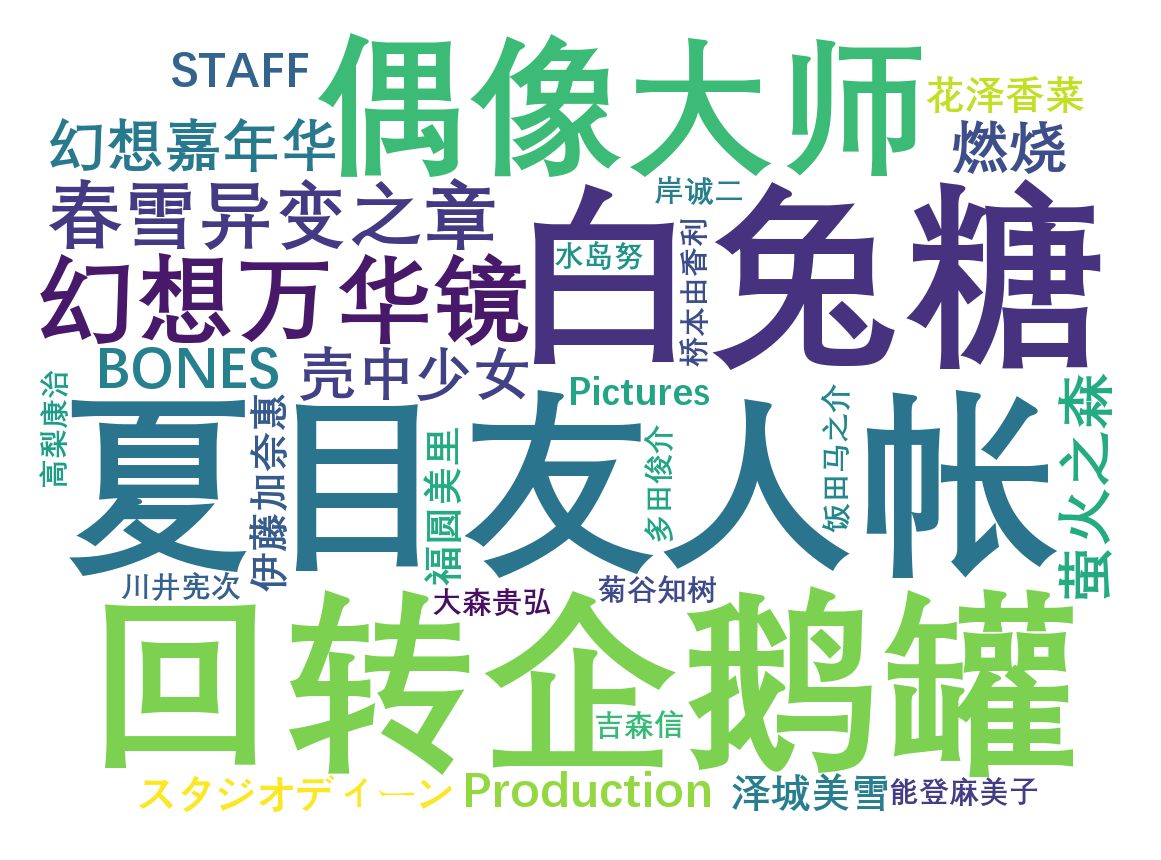 STAFF
偶像大师
花泽香菜
幻想嘉年华
燃烧
春雪异变之章
岸诚二
白兔糖
水岛努
桥本由香利
幻想万华镜
BONES
壳中少女
Pictures
高梨康治
夏目友人帐
伊藤加奈惠
福圆美里
多田俊介
饭田马之介
萤火之森
川井宪次
大森贵弘
菊谷知树
回转企鹅罐
吉森信
スタジオディーン
Production
泽城美雪
能登麻美子